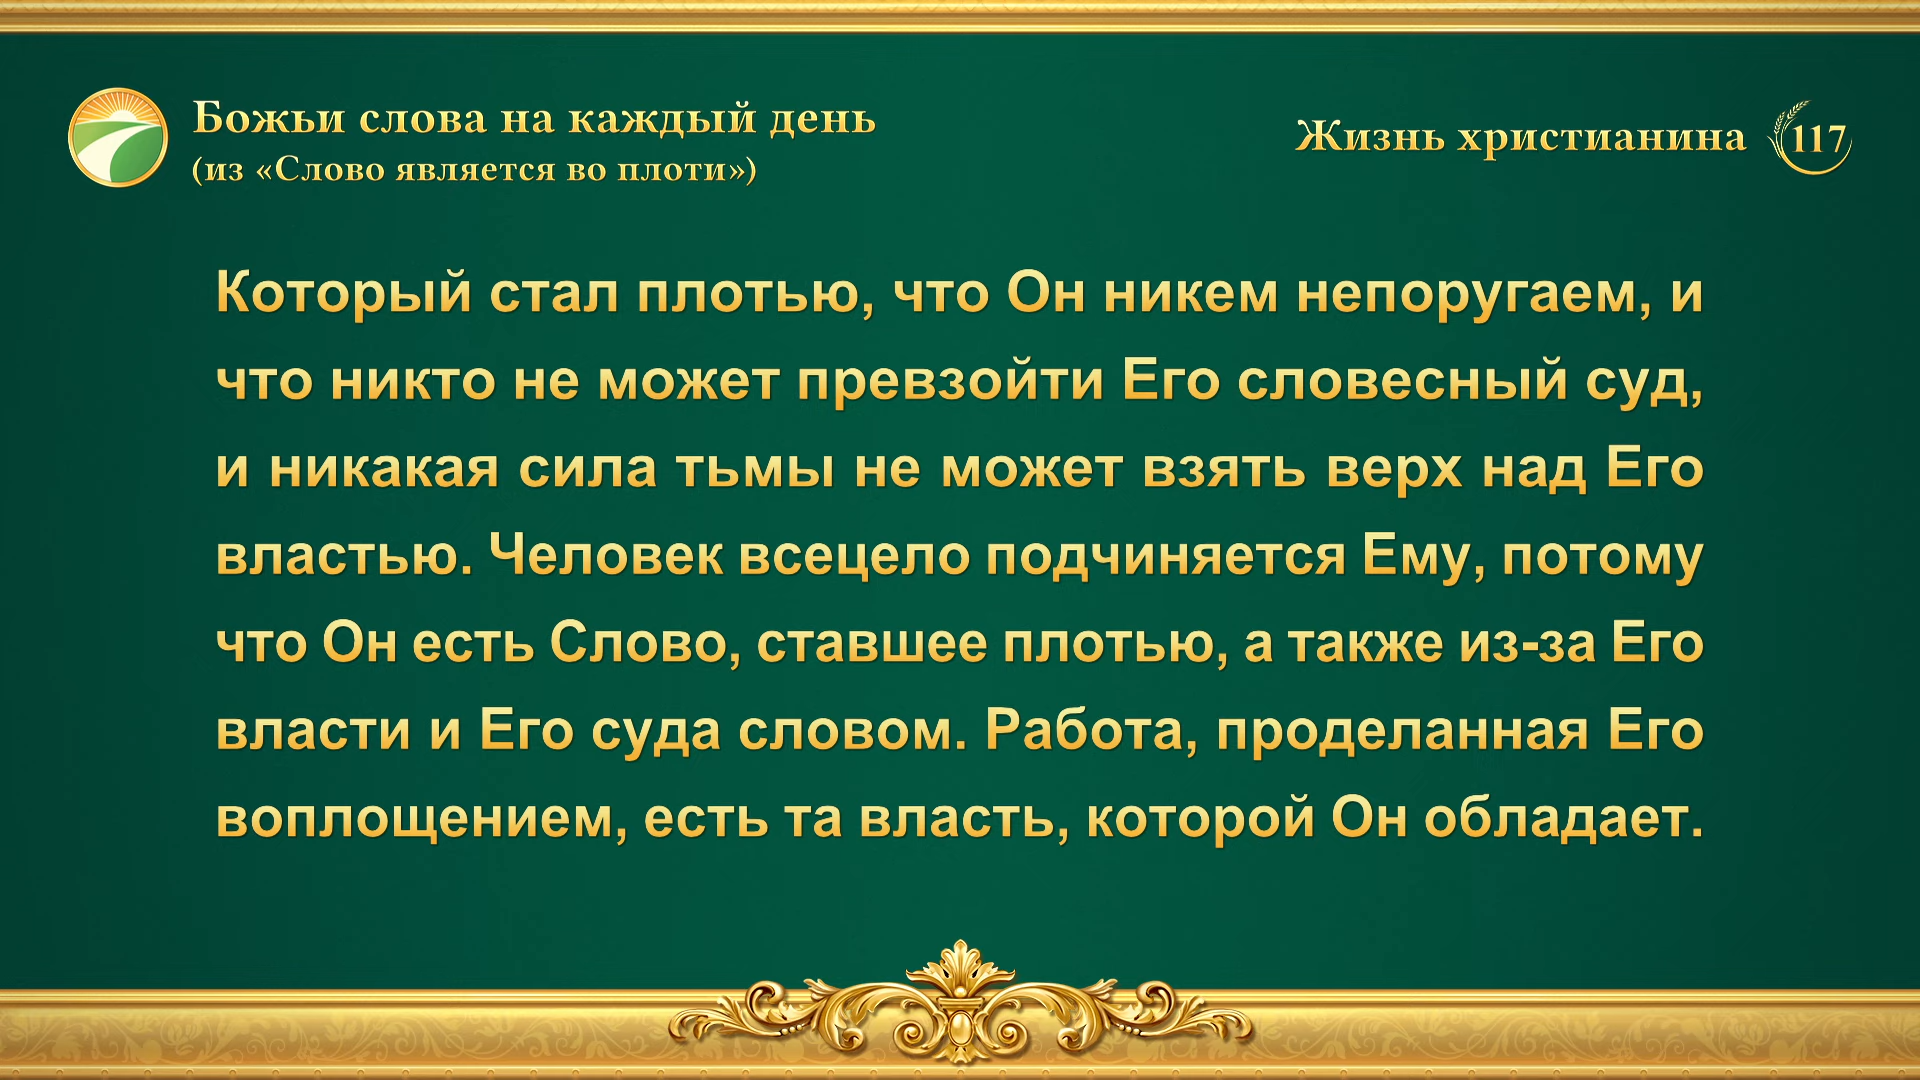 Божьи слова на каждый день
(из «Слово является во плоти»)
Жизнь христианина 117
Который стал плотью, что Он никем непоругаем, и
что никто не может превзойти Его словесный суд,
и никакая сила тьмы не может взять верх над Его
властью. Человек всецело подчиняется Ему, потому
что Он есть Слово, ставшее плотью, а также из-за Его
власти и Его суда словом. Работа, проделанная Его
воплощением, есть та власть, которой Он обладает.